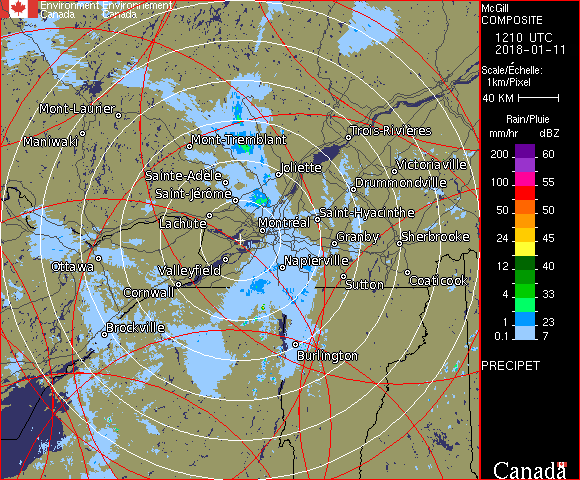 Environment Environnement
Canada Canada
McGill
COMPOSITE
1210 UTC
2018-01-11
Scale/Échelle:
1km/Pixel
40 KM
Rain/Pluie
mm/hr dBZ
200 60
100 55
50 50
24 45
12 40
4 33
1 23
0.1 7
PRECIPET
Canada
Mont-Laurier
Maniwaki
Mont-Tremblant
Trois-Rivières
Sainte-Adèle
Joliette
Victoriaville
Saint-Jérôme
Drummondville
Lachute
Montréal
Saint-Hyacinthe
Ottawa
Valleyfield
Granby
Sherbrooke
Napierville
Cornwall
Sutton
Coaticook
Brockville
Burlington